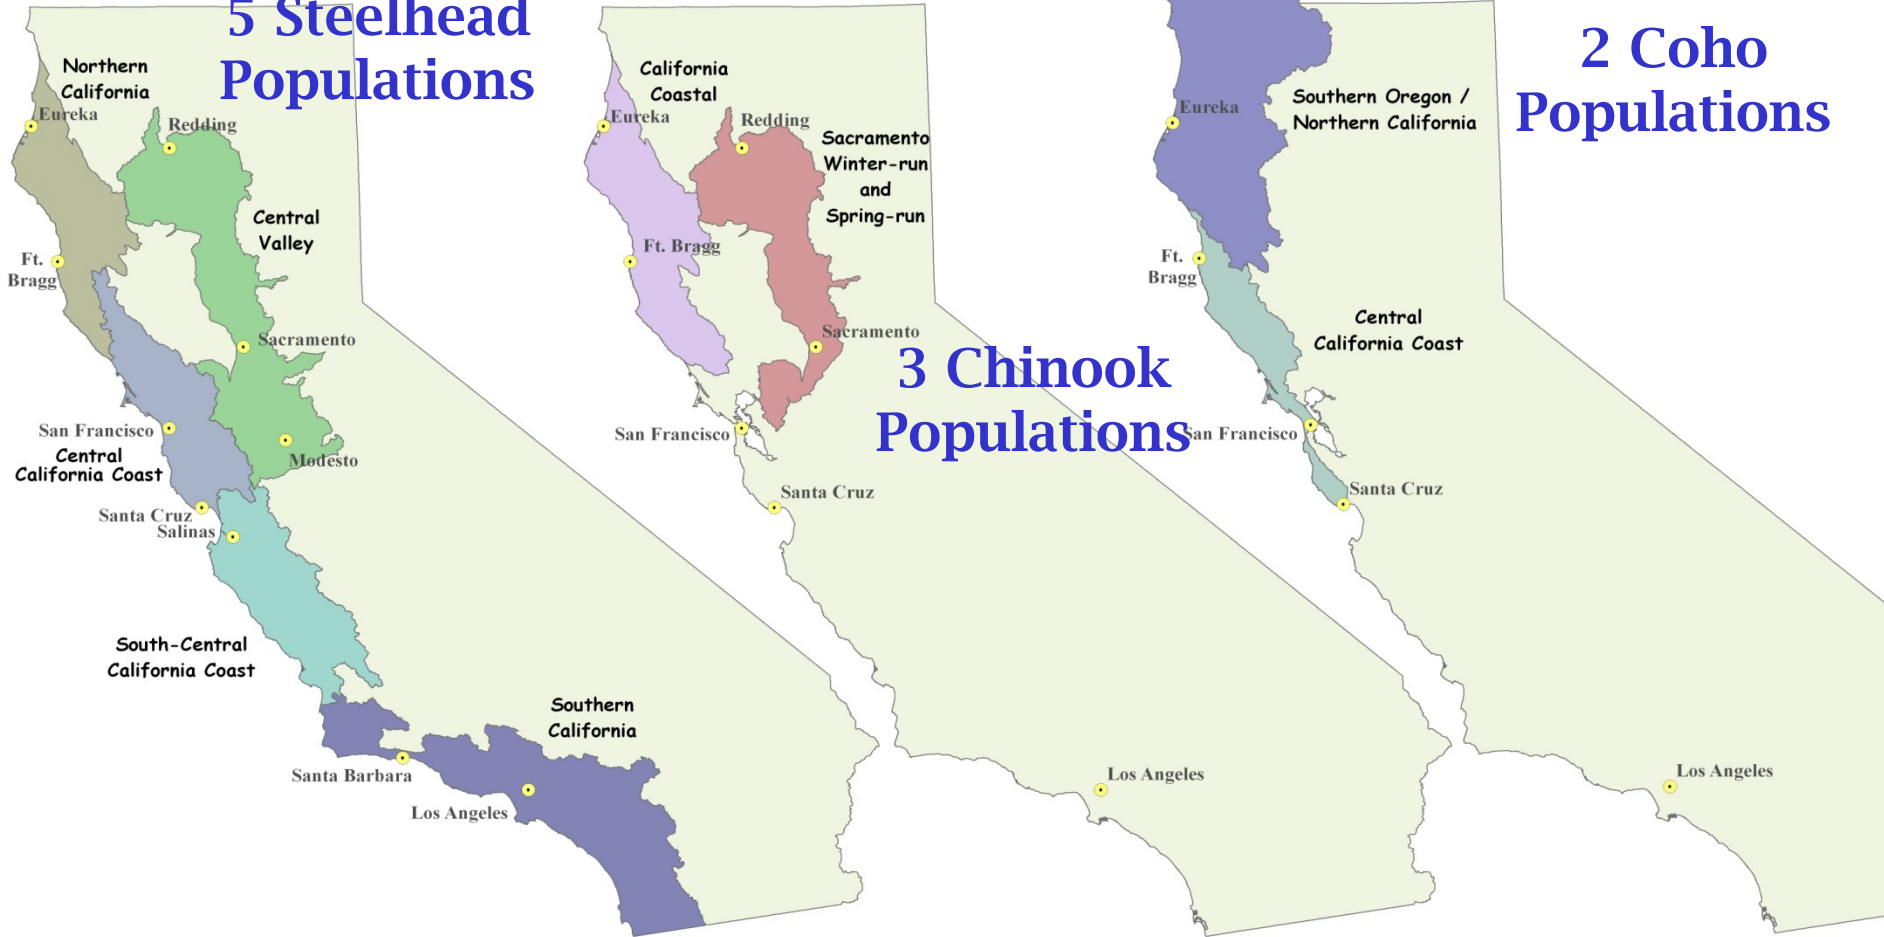 5 Steelhead
Populations
Northern
California
Eureka
Redding
Central
Valley
Ft.
Bragg
Sacramento
San Francisco
Central
California Coast
Modesto
Santa Cruz
Salinas
South-Central
California Coast
Southern
California
Santa Barbara
Los Angeles
3 Chinook
Populations
California
Coastal
Eureka
Redding
Sacramento
Winter-run
and
Spring-run
Ft. Bragg
Sacramento
San Francisco
Santa Cruz
Los Angeles
2 Coho
Populations
Southern Oregon /
Northern California
Eureka
Ft.
Bragg
Central
California Coast
San Francisco
Santa Cruz
Los Angeles